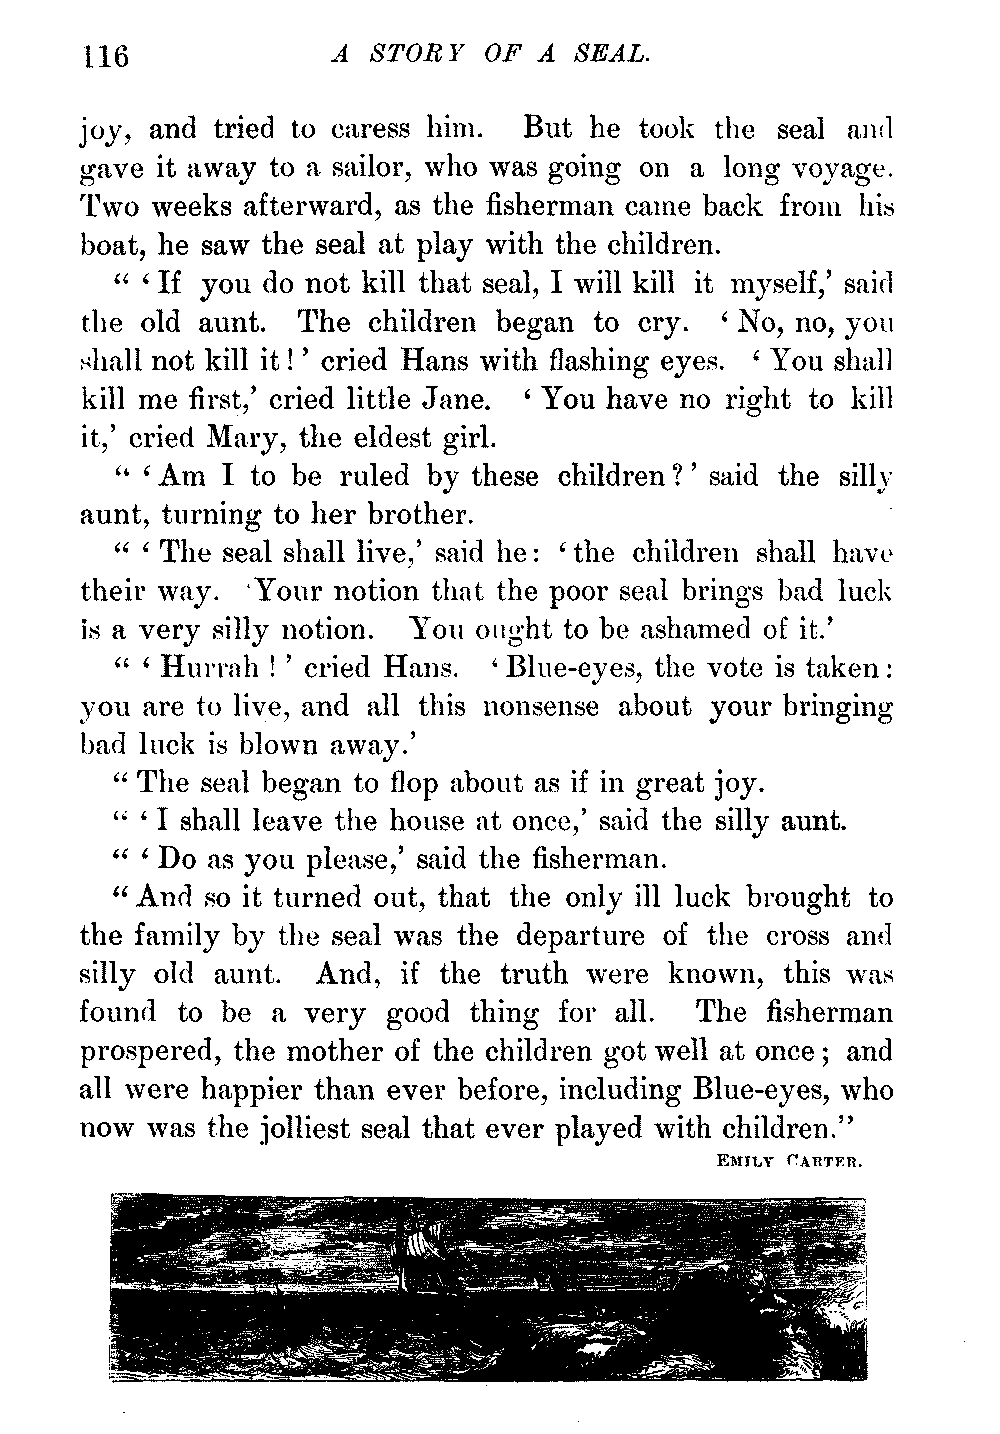 116 A STORY OF A SEAL.
joy, and tried to caress him. But he took the seal and
gave it away to a sailor, who was going on a long voyage.
Two weeks afterward, as the fisherman came back from his
boat, he saw the seal at play with the children.
“ ‘ If you do not kill that seal, I will kill it myself,’ said
the old aunt. The children began to cry. ‘ No, no, you
shall not kill it ! ’ cried Hans with flashing eyes. ‘ You shall
kill me first,’ cried little Jane. ‘ You have no right to kill
it,’ cried Mary, the eldest girl.
“ ‘ Am I to be ruled by these children ? ’ said the silly
aunt, turning to her brother.
“ ‘ The seal shall live,’ said he: ‘ the children shall have
their way. Your notion that the poor seal brings bad luck
is a very silly notion. You ought to be ashamed of it.’
“ ‘ Hurrah ! ’ cried Hans. ‘ Blue-eyes, the vote is taken:
you are to live, and all this nonsense about your bringing
bad luck is blown away.’
“ The seal began to flop about as if in great joy.
“ ‘ I shall leave the house at once,’ said the silly aunt.
“ ‘ Do as you please,’ said the fisherman.
“ And so it turned out, that the only ill luck brought to
the family by the seal was the departure of the cross and
silly old aunt. And, if the truth were known, this was
found to be a very good thing for all. The fisherman
prospered, the mother of the children got well at once ; and
all were happier than ever before, including Blue-eyes, who
now was the jolliest seal that ever played with children.”
EMILY CARTER.